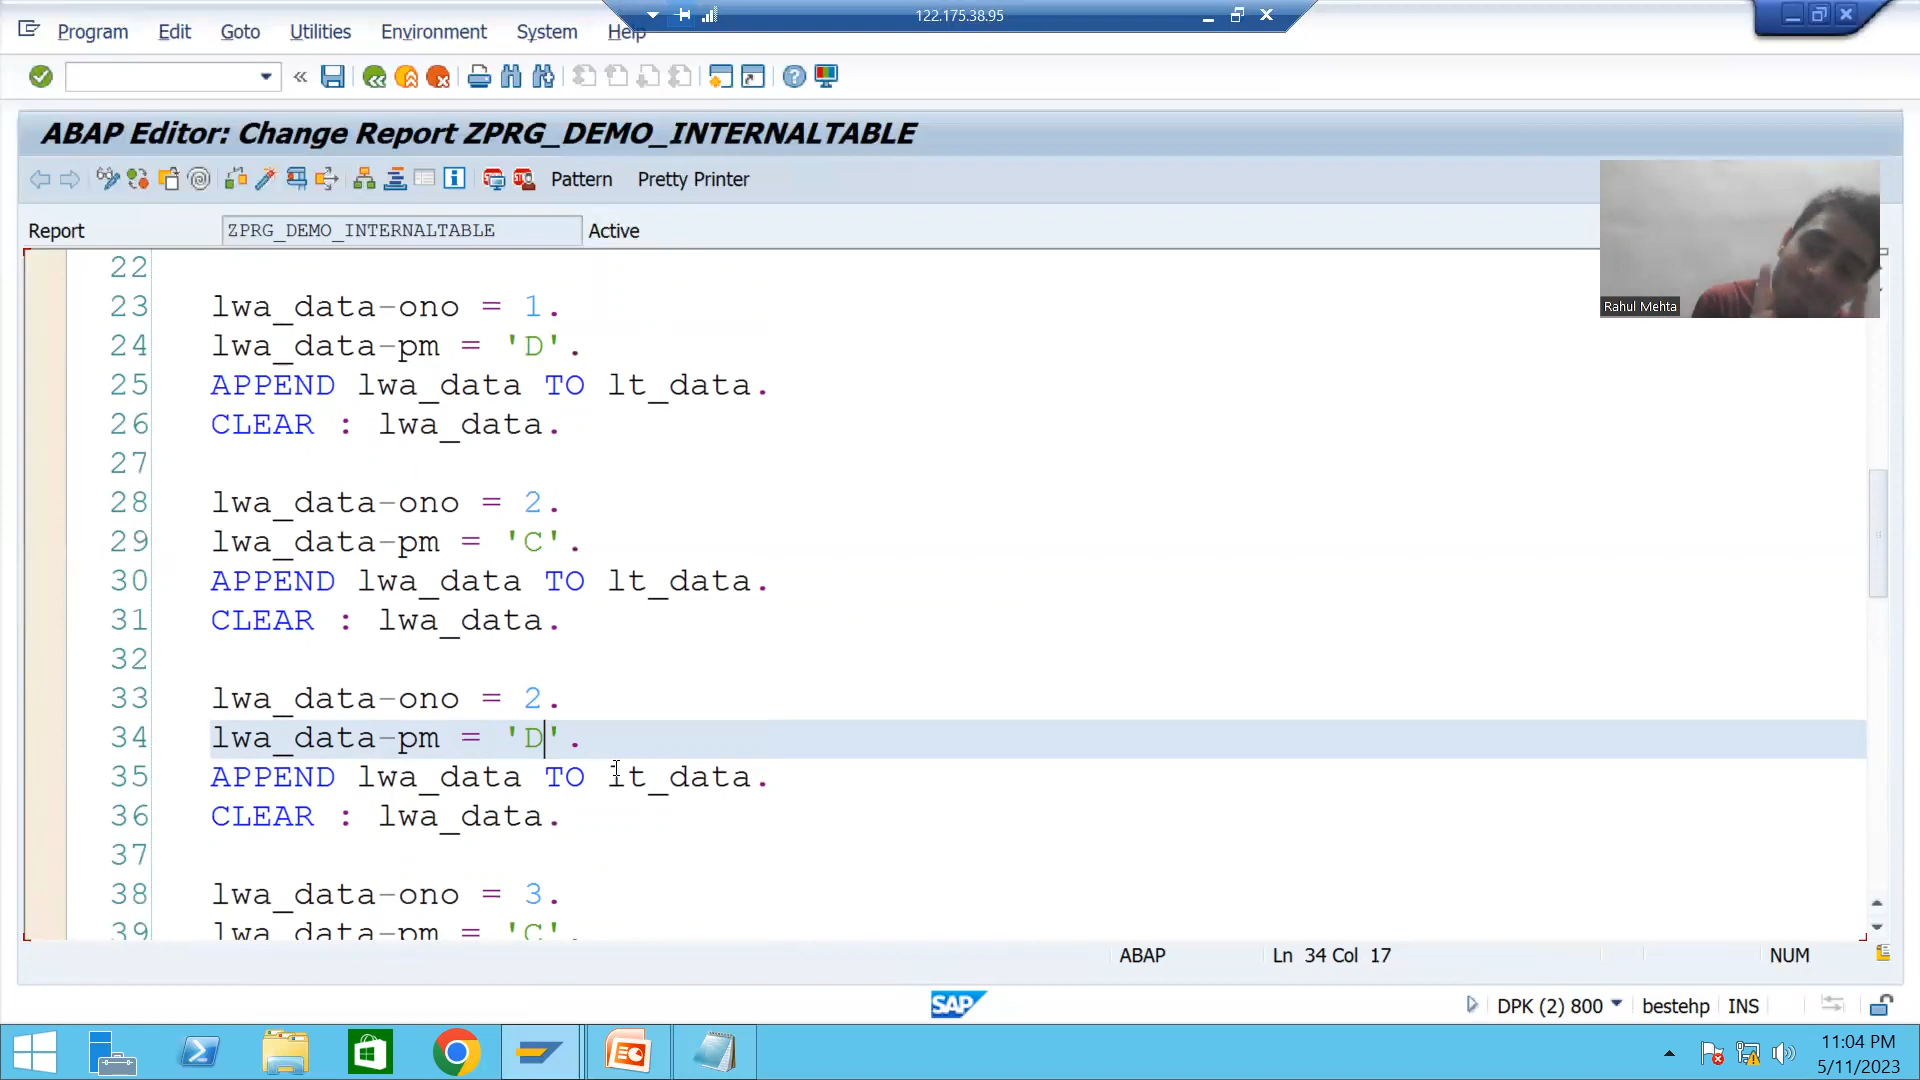 122.175.38.95
Program Edit Goto Utilities Environment System Help
ABAP Editor: Change Report ZPRG_DEMO_INTERNALTABLE
Pattern Pretty Printer
Report ZPRG_DEMO_INTERNALTABLE Active
Rahul Mehta
22
23 lwa_data-ono = 1.
24 lwa_data-pm = 'D'.
25 APPEND lwa_data TO lt_data.
26 CLEAR : lwa_data.
27
28 lwa_data-ono = 2.
29 lwa_data-pm = 'C'.
30 APPEND lwa_data TO lt_data.
31 CLEAR : lwa_data.
32
33 lwa_data-ono = 2.
34 lwa_data-pm = 'D'.
35 APPEND lwa_data TO lt_data.
36 CLEAR : lwa_data.
37
38 lwa_data-ono = 3.
39 lwa_data-pm = 'C'.
ABAP Ln 34 Col 17 NUM
SAP DPK (2) 800 bestehp INS
11:04 PM
5/11/2023